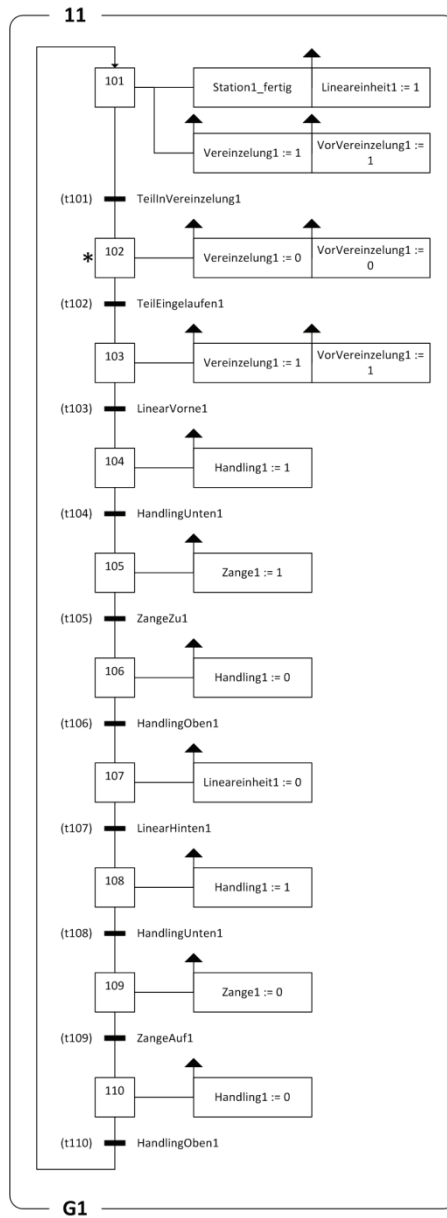 11
101
Station1_fertig
Lineareinheit1 := 1
Vereinzelung1 := 1
VorVereinzelung1 :=
1
(t101)
TeilInVereinzelung1
*
102
Vereinzelung1 := 0
VorVereinzelung1 :=
0
(t102)
TeilEingelaufen1
103
Vereinzelung1 := 1
VorVereinzelung1 :=
1
(t103)
LinearVorne1
104
Handling1 := 1
(t104)
HandlingUnten1
105
Zange1 := 1
(t105)
ZangeZu1
106
Handling1 := 0
(t106)
HandlingOben1
107
Lineareinheit1 := 0
(t107)
LinearHinten1
108
Handling1 := 1
(t108)
HandlingUnten1
109
Zange1 := 0
(t109)
ZangeAuf1
110
Handling1 := 0
(t110)
HandlingOben1
G1